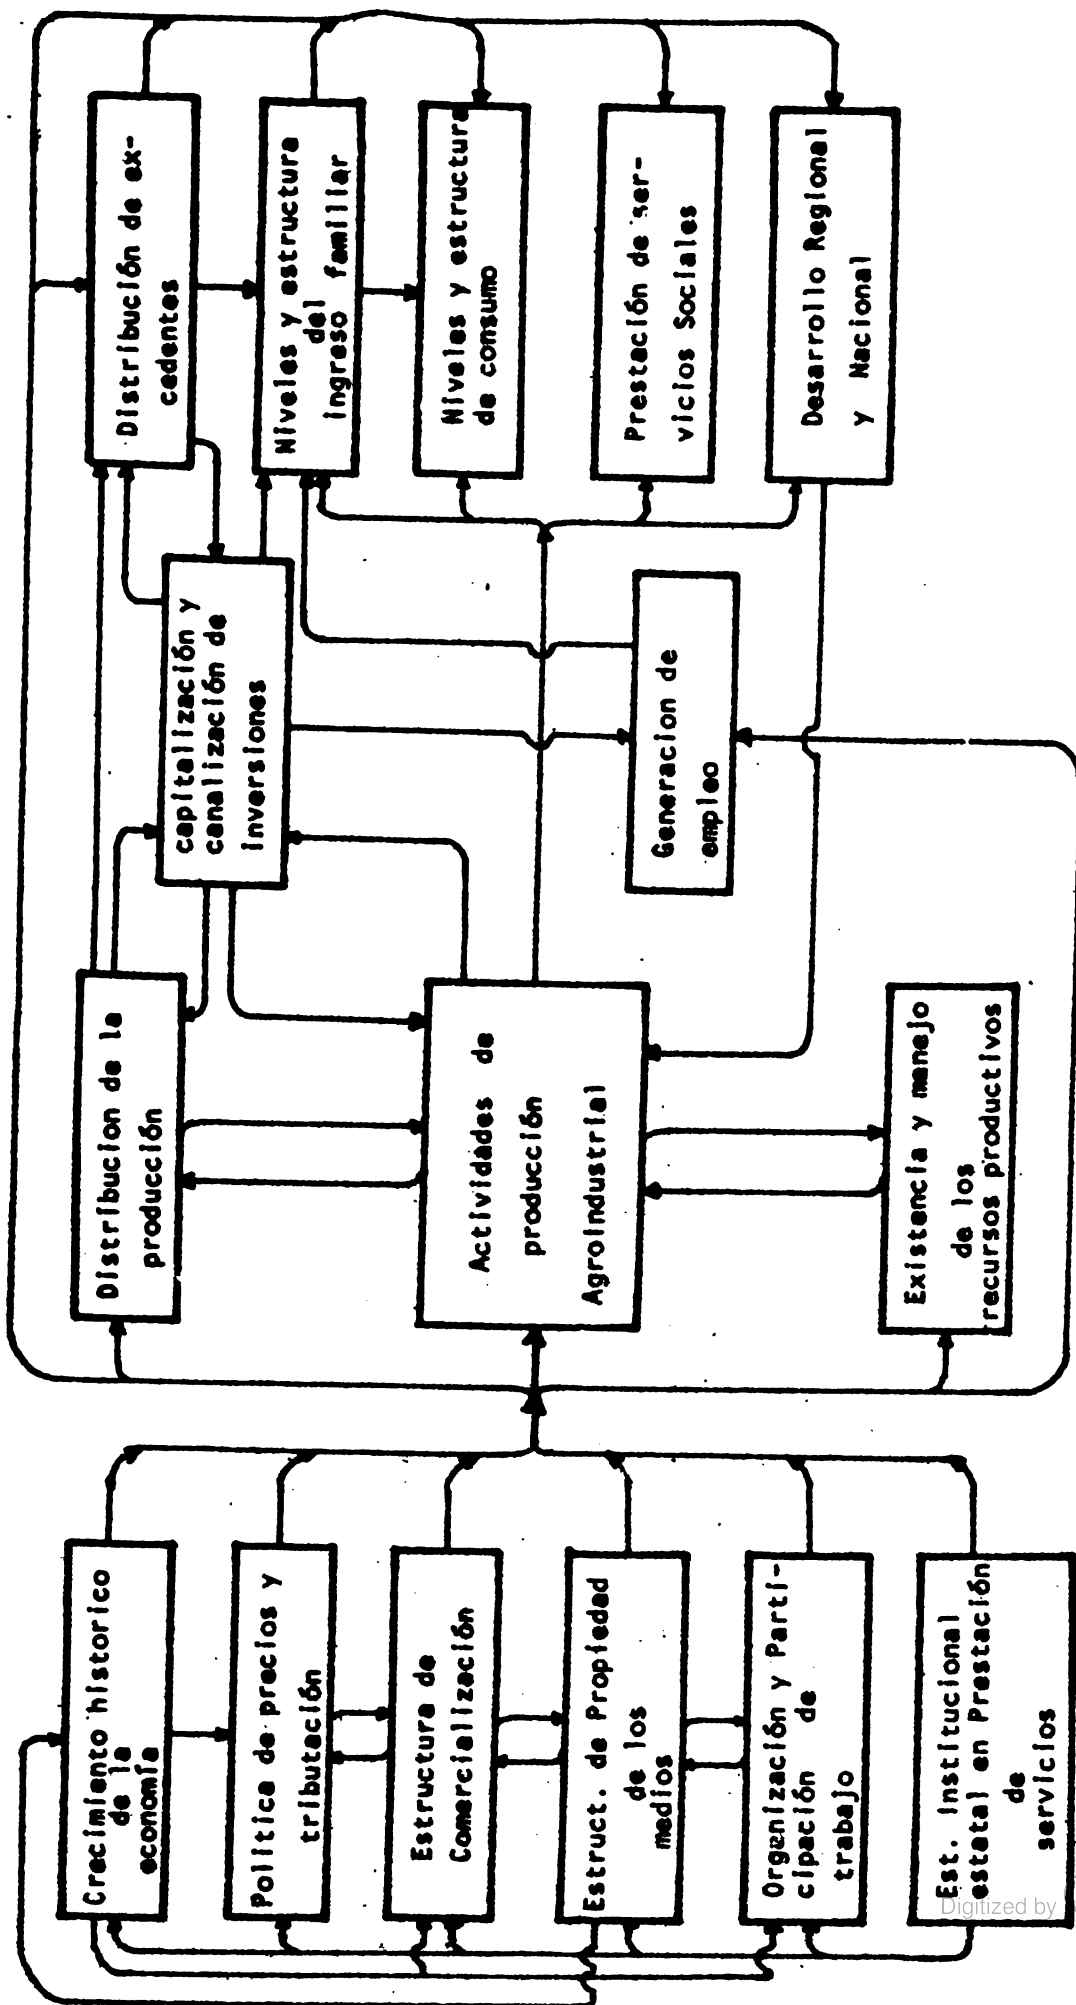 Crecimiento historico
de la
economía
Política de precios y
tributación
Estructura de
Comercialización
Estruct. de Propiedad
de los
medios
Organización y Parti-
cipación de
trabajo
Est. Institucional
estatal en Prestación
de
servicios
Distribucion de la
producción
Actividades de
producción
Agroindustrial
Existencia y manejo
de los
recursos productivos
capitalización y
canalización de
inversiones
Generacion de
empleo
Distribución de ex-
cedentes
Niveles y estructura
del
ingreso familiar
Niveles y estructura
de consumo
Prestación de ser-
vicios Sociales
Desarrollo Regional
y Nacional
Digitized by